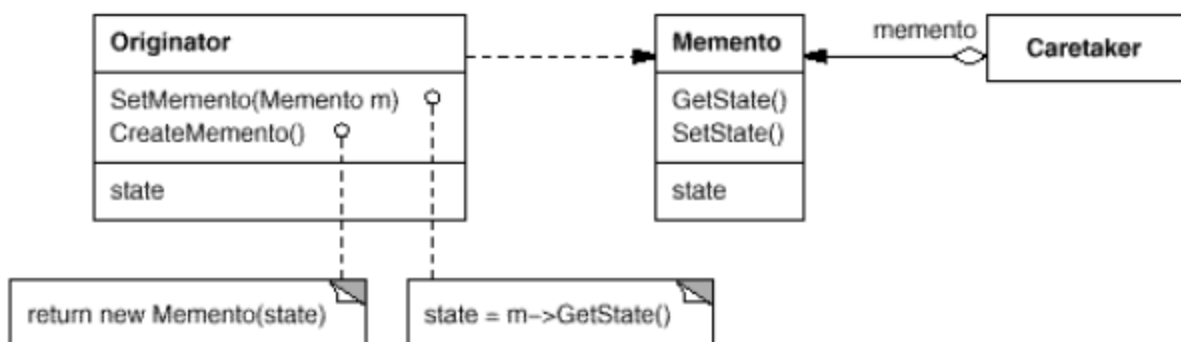 Originator
SetMemento(Memento m)
CreateMemento()
state
return new Memento(state)
state = m->GetState()
Memento
GetState()
SetState()
state
memento
Caretaker